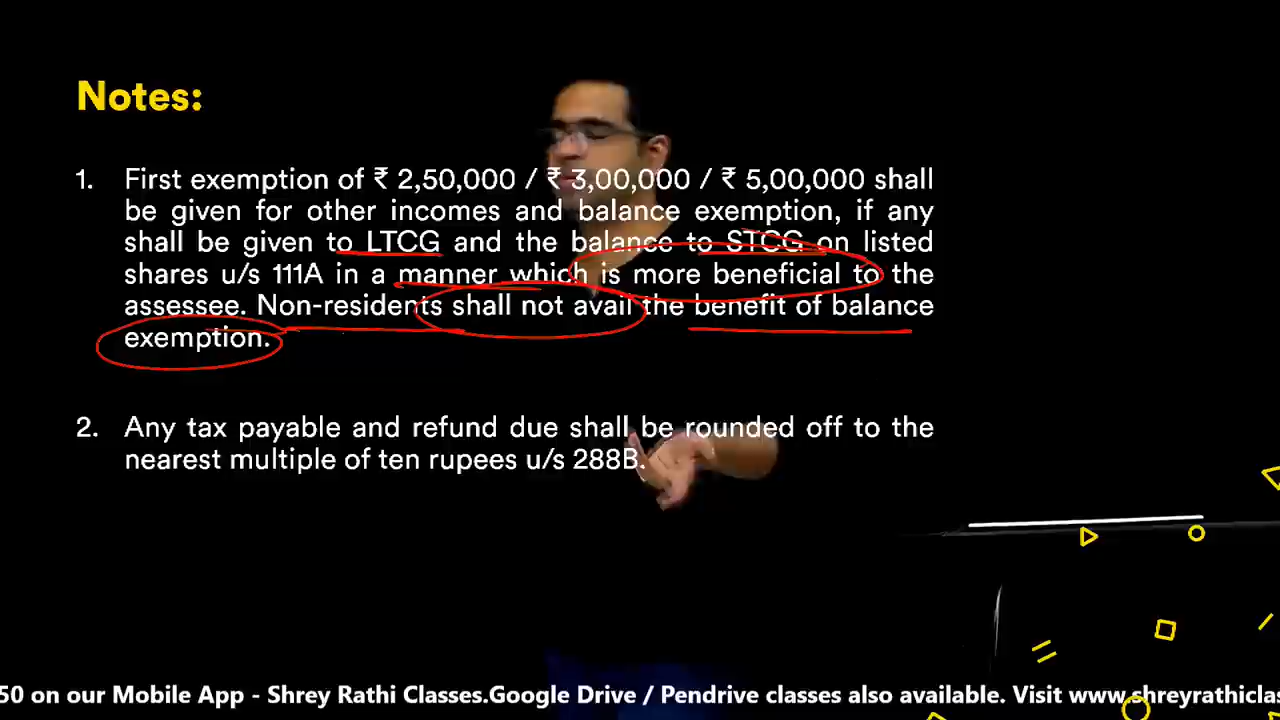 Notes:
1. First exemption of ₹ 2,50,000 / ₹ 3,00,000 / ₹ 5,00,000 shall
be given for other incomes and balance exemption, if any
shall be given to LTCG and the balance to STCG on listed
shares u/s 111A in a manner which is more beneficial to the
assessee. Non-residents shall not avail the benefit of balance
exemption.
2. Any tax payable and refund due shall be rounded off to the
nearest multiple of ten rupees u/s 288B.
50 on our Mobile App - Shrey Rathi Classes.Google Drive / Pendrive classes also available. Visit www.shreyrathiclas